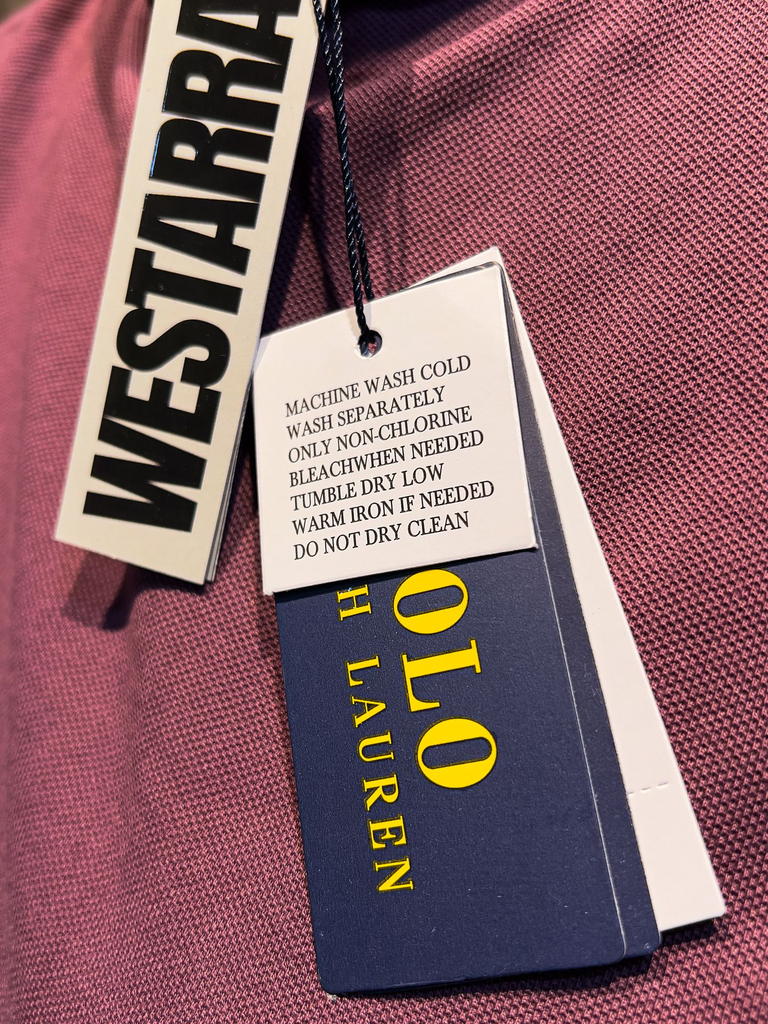 WESTARRA
MACHINE WASH COLD
WASH SEPARATELY
ONLY NON-CHLORINE
BLEACHWHEN NEEDED
TUMBLE DRY LOW
WARM IRON IF NEEDED
DO NOT DRY CLEAN
OLO
H LAUREN